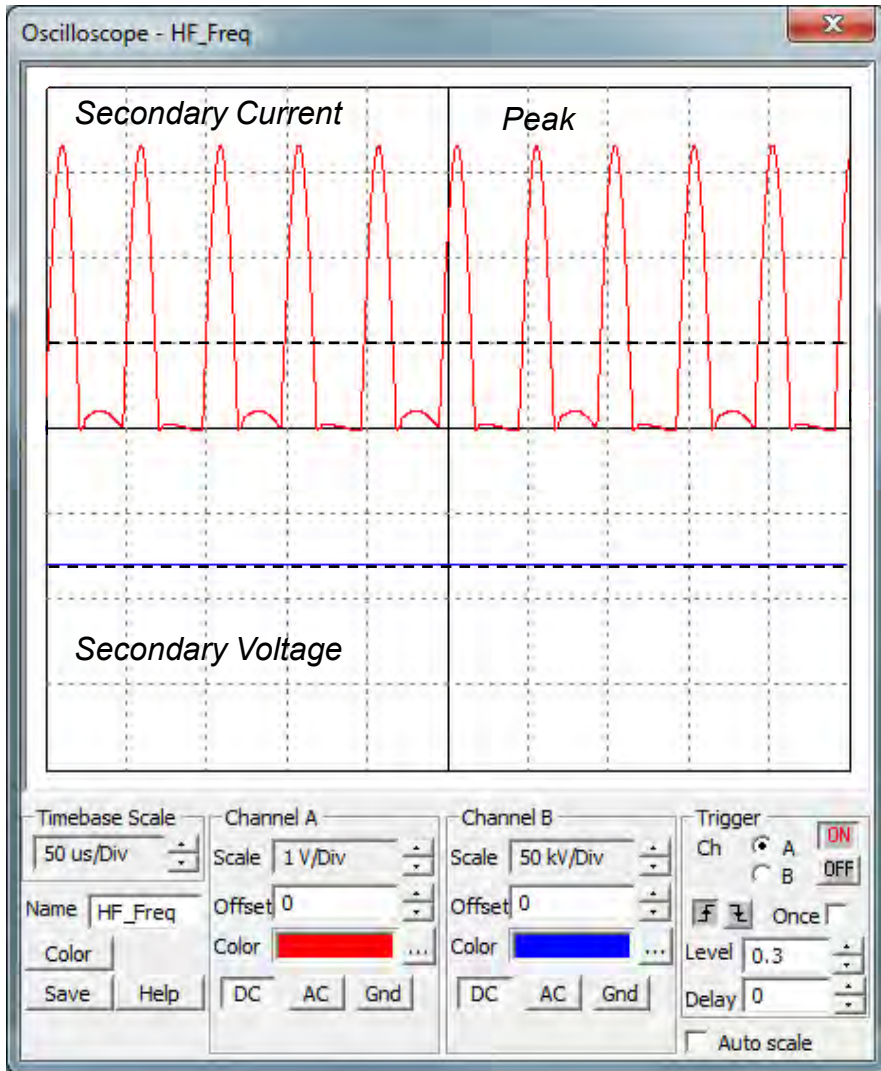 Oscilloscope - HF_Freq
Secondary Current
Peak
Secondary Voltage
Timebase Scale
50 us/Div
Name HF_Freq
Color
Save Help
Channel A
Scale 1 V/Div
Offset 0
Color ...
DC AC Gnd
Channel B
Scale 50 kV/Div
Offset 0
Color ...
DC AC Gnd
Trigger
Ch A ON
B OFF
Once
Level 0.3
Delay 0
Auto scale